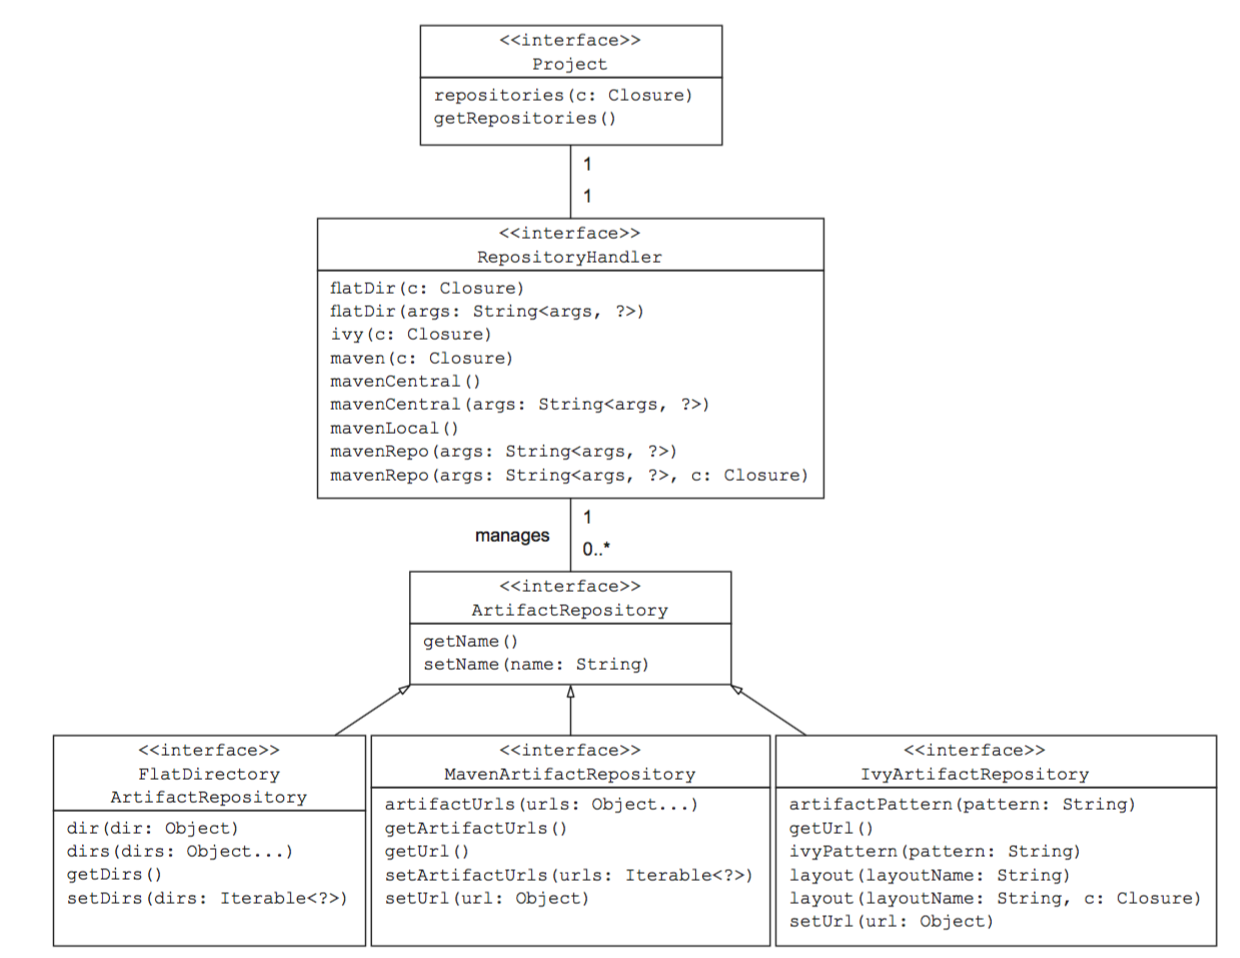 <<interface>>
Project
repositories(c: Closure)
getRepositories()
1
1
<<interface>>
RepositoryHandler
flatDir(c: Closure)
flatDir(args: String<args, ?>)
ivy(c: Closure)
maven(c: Closure)
mavenCentral()
mavenCentral(args: String<args, ?>)
mavenLocal()
mavenRepo(args: String<args, ?>)
mavenRepo(args: String<args, ?>, c: Closure)
1
manages
0..*
<<interface>>
ArtifactRepository
getName()
setName(name: String)
<<interface>>
FlatDirectory
ArtifactRepository
dir(dir: Object)
dirs(dirs: Object...)
getDirs()
setDirs(dirs: Iterable<?>)
<<interface>>
MavenArtifactRepository
artifactUrls(urls: Object...)
getArtifactUrls()
getUrl()
setArtifactUrls(urls: Iterable<?>)
setUrl(url: Object)
<<interface>>
IvyArtifactRepository
artifactPattern(pattern: String)
getUrl()
ivyPattern(pattern: String)
layout(layoutName: String)
layout(layoutName: String, c: Closure)
setUrl(url: Object)